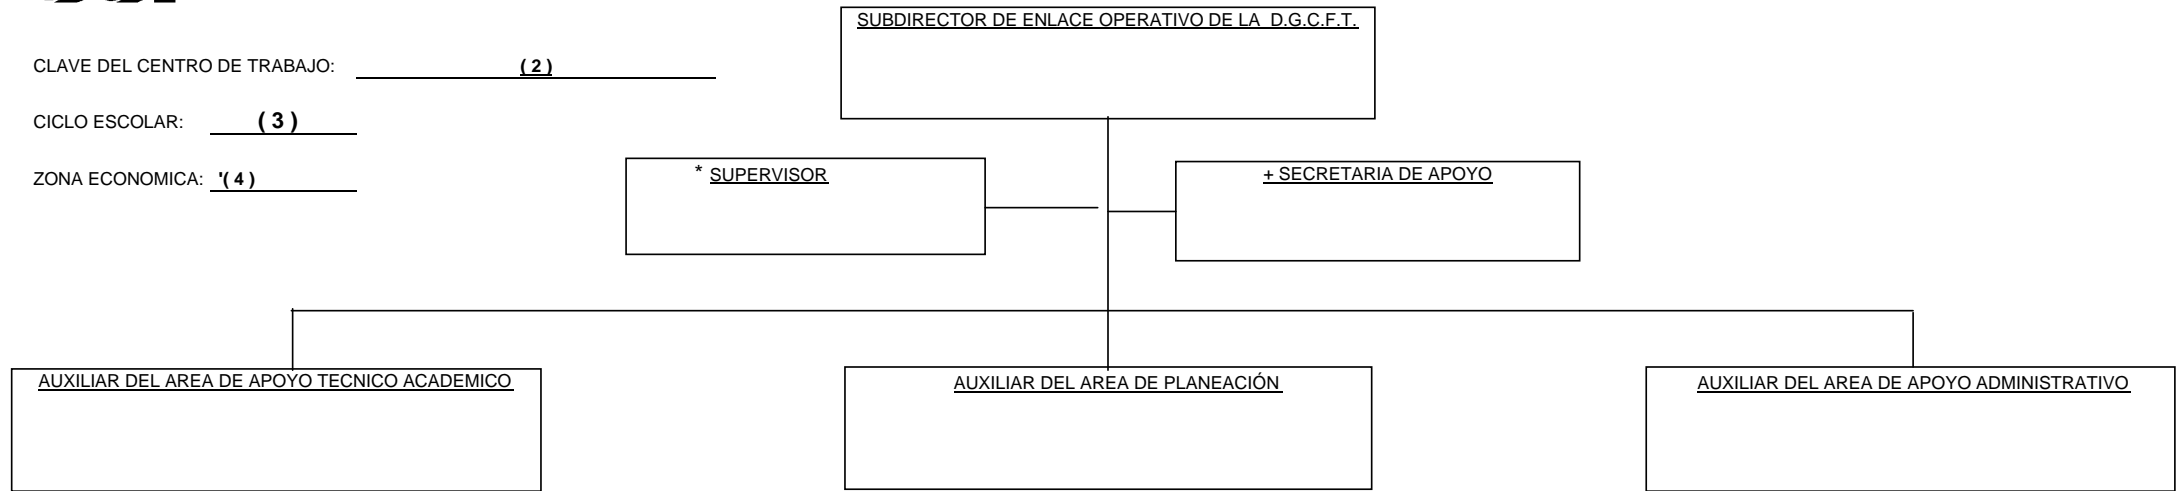 SUBDIRECTOR DE ENLACE OPERATIVO DE LA D.G.C.F.T.
CLAVE DEL CENTRO DE TRABAJO: ( 2 )
CICLO ESCOLAR: ( 3 )
ZONA ECONOMICA: '( 4 )
* SUPERVISOR
+ SECRETARIA DE APOYO
AUXILIAR DEL AREA DE APOYO TECNICO ACADEMICO
AUXILIAR DEL AREA DE PLANEACIÓN
AUXILIAR DEL AREA DE APOYO ADMINISTRATIVO